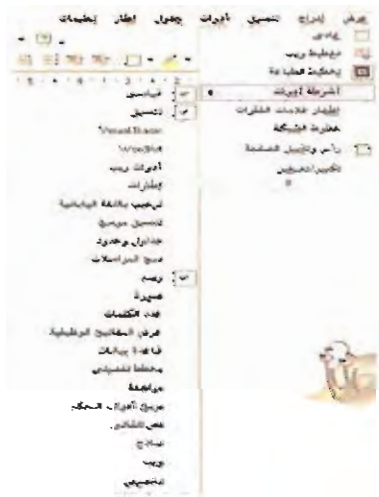 عرض إدراج تنسيق أدوات جدول إطار تعليمات
عادي
تخطيط ويب
تخطيط الطباعة
أشرطة أدوات
إظهار علامات الفقرات
خطوط الشبكة
رأس وتذييل الصفحة
تكبير/تصغير
قياسي
تنسيق
Visual Basic
WordArt
أدوات ويب
إطارات
ترحيب باللغة اليابانية
تنسيق موسع
جداول وحدود
دمج المراسلات
رسم
صورة
عدد الكلمات
عرض المفاتيح الوظيفية
قاعدة بيانات
مخطط تفصيلي
مراجعة
مربع أدوات التحكم
نص تلقائي
نماذج
ويب
تخصيص